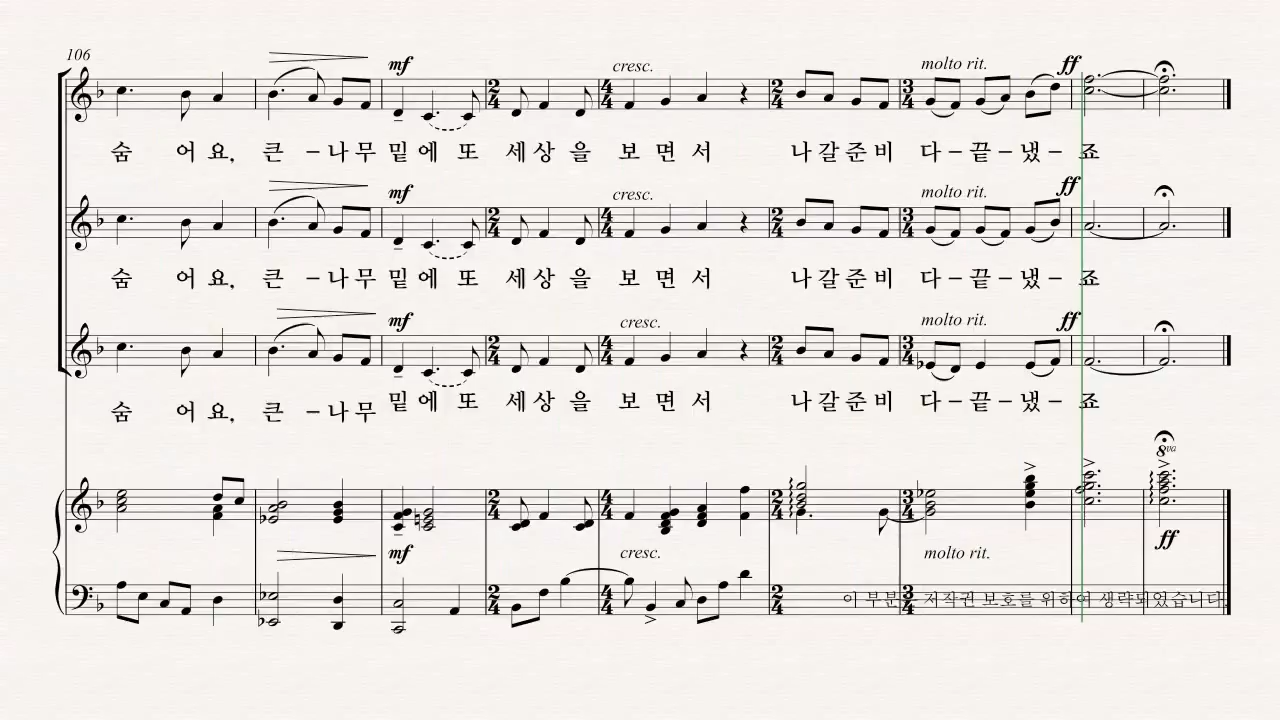 106
mf
cresc.
molto rit. ff
숨 어 요, 큰 – 나 무 밑 에 또 세 상 을 보 면 서 나 갈 준 비 다 – 끝 – 냈 – 죠
mf
cresc.
molto rit. ff
숨 어 요, 큰 – 나 무 밑 에 또 세 상 을 보 면 서 나 갈 준 비 다 – 끝 – 냈 – 죠
mf
cresc.
molto rit. ff
숨 어 요, 큰 – 나 무 밑 에 또 세 상 을 보 면 서 나 갈 준 비 다 – 끝 – 냈 – 죠
8va
mf cresc. molto rit. ff
이 부분은 저작권 보호를 위하여 생략되었습니다.